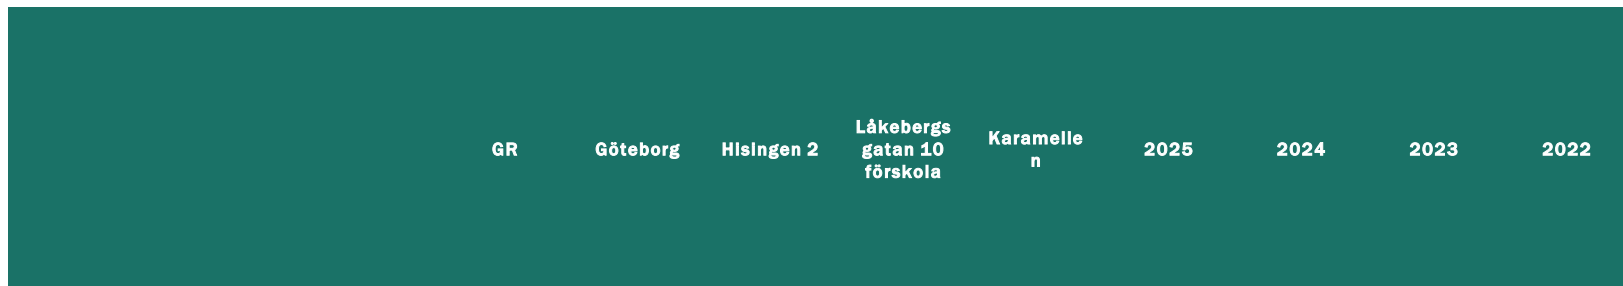 GR
Göteborg
Hisingen 2
Låkebergs
gatan 10
förskola
Karamelle
n
2025
2024
2023
2022